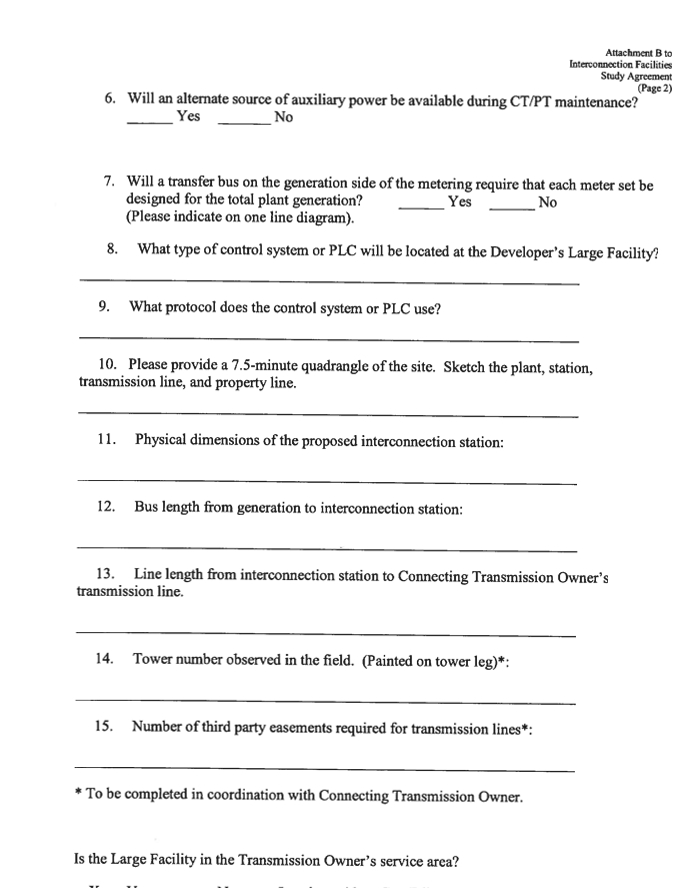 Attachment B to
Interconnection Facilities
Study Agreement
(Page 2)
6. Will an alternate source of auxiliary power be available during CT/PT maintenance?
______ Yes _______ No
7. Will a transfer bus on the generation side of the metering require that each meter set be
designed for the total plant generation? ______ Yes ______ No
(Please indicate on one line diagram).
8. What type of control system or PLC will be located at the Developer's Large Facility?
9. What protocol does the control system or PLC use?
10. Please provide a 7.5-minute quadrangle of the site. Sketch the plant, station,
transmission line, and property line.
11. Physical dimensions of the proposed interconnection station:
12. Bus length from generation to interconnection station:
13. Line length from interconnection station to Connecting Transmission Owner's
transmission line.
14. Tower number observed in the field. (Painted on tower leg)*:
15. Number of third party easements required for transmission lines*:
* To be completed in coordination with Connecting Transmission Owner.
Is the Large Facility in the Transmission Owner's service area?